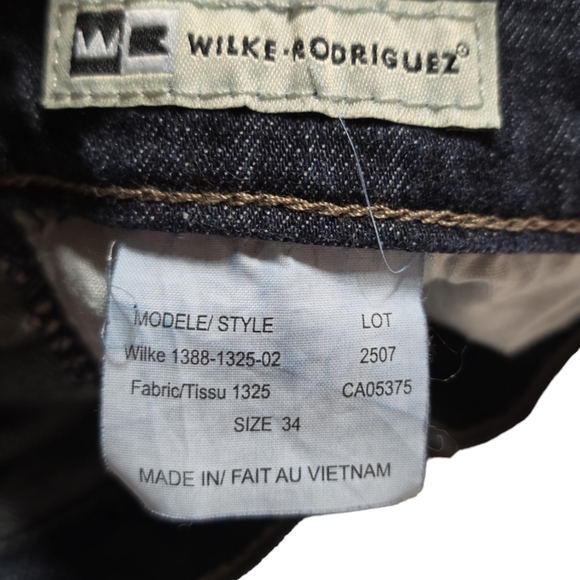 WR WILKE-RODRIGUEZ®
MODELE/ STYLE LOT
Wilke 1388-1325-02 2507
Fabric/Tissu 1325 CA05375
SIZE 34
MADE IN/ FAIT AU VIETNAM